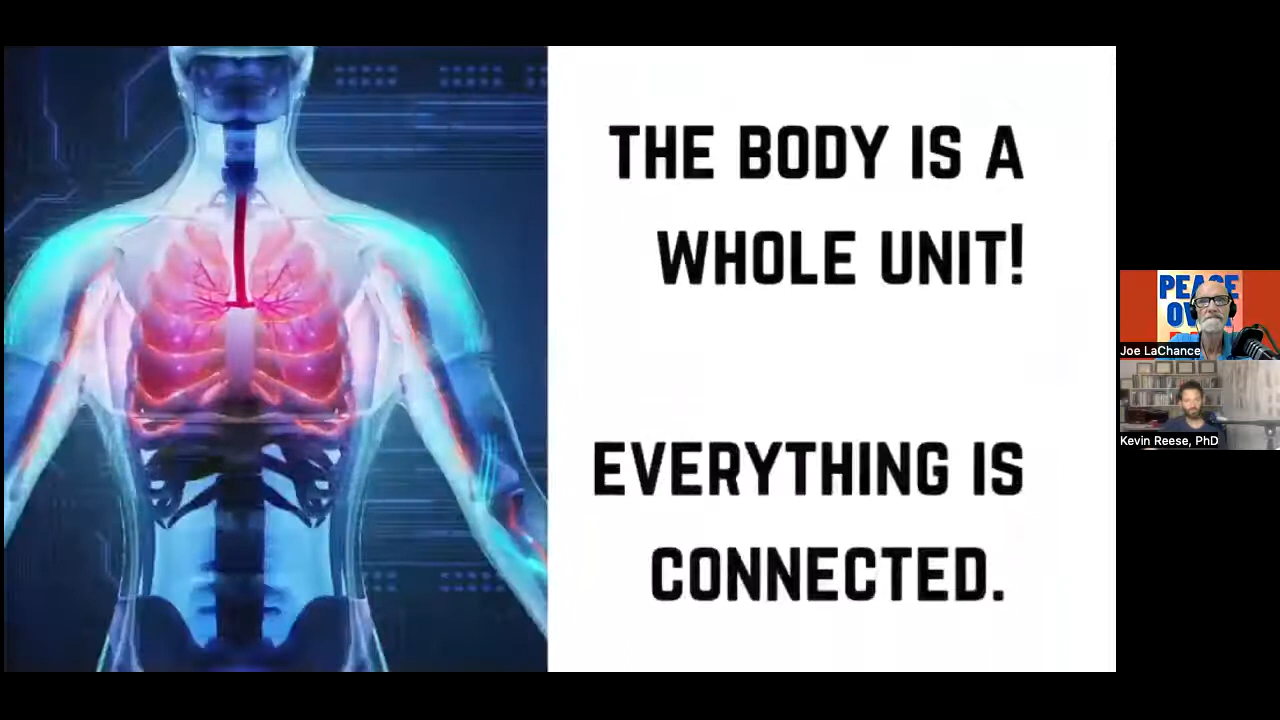 THE BODY IS A
WHOLE UNIT!
EVERYTHING IS
CONNECTED.
PEACE
Joe LaChance
Kevin Reese, PhD